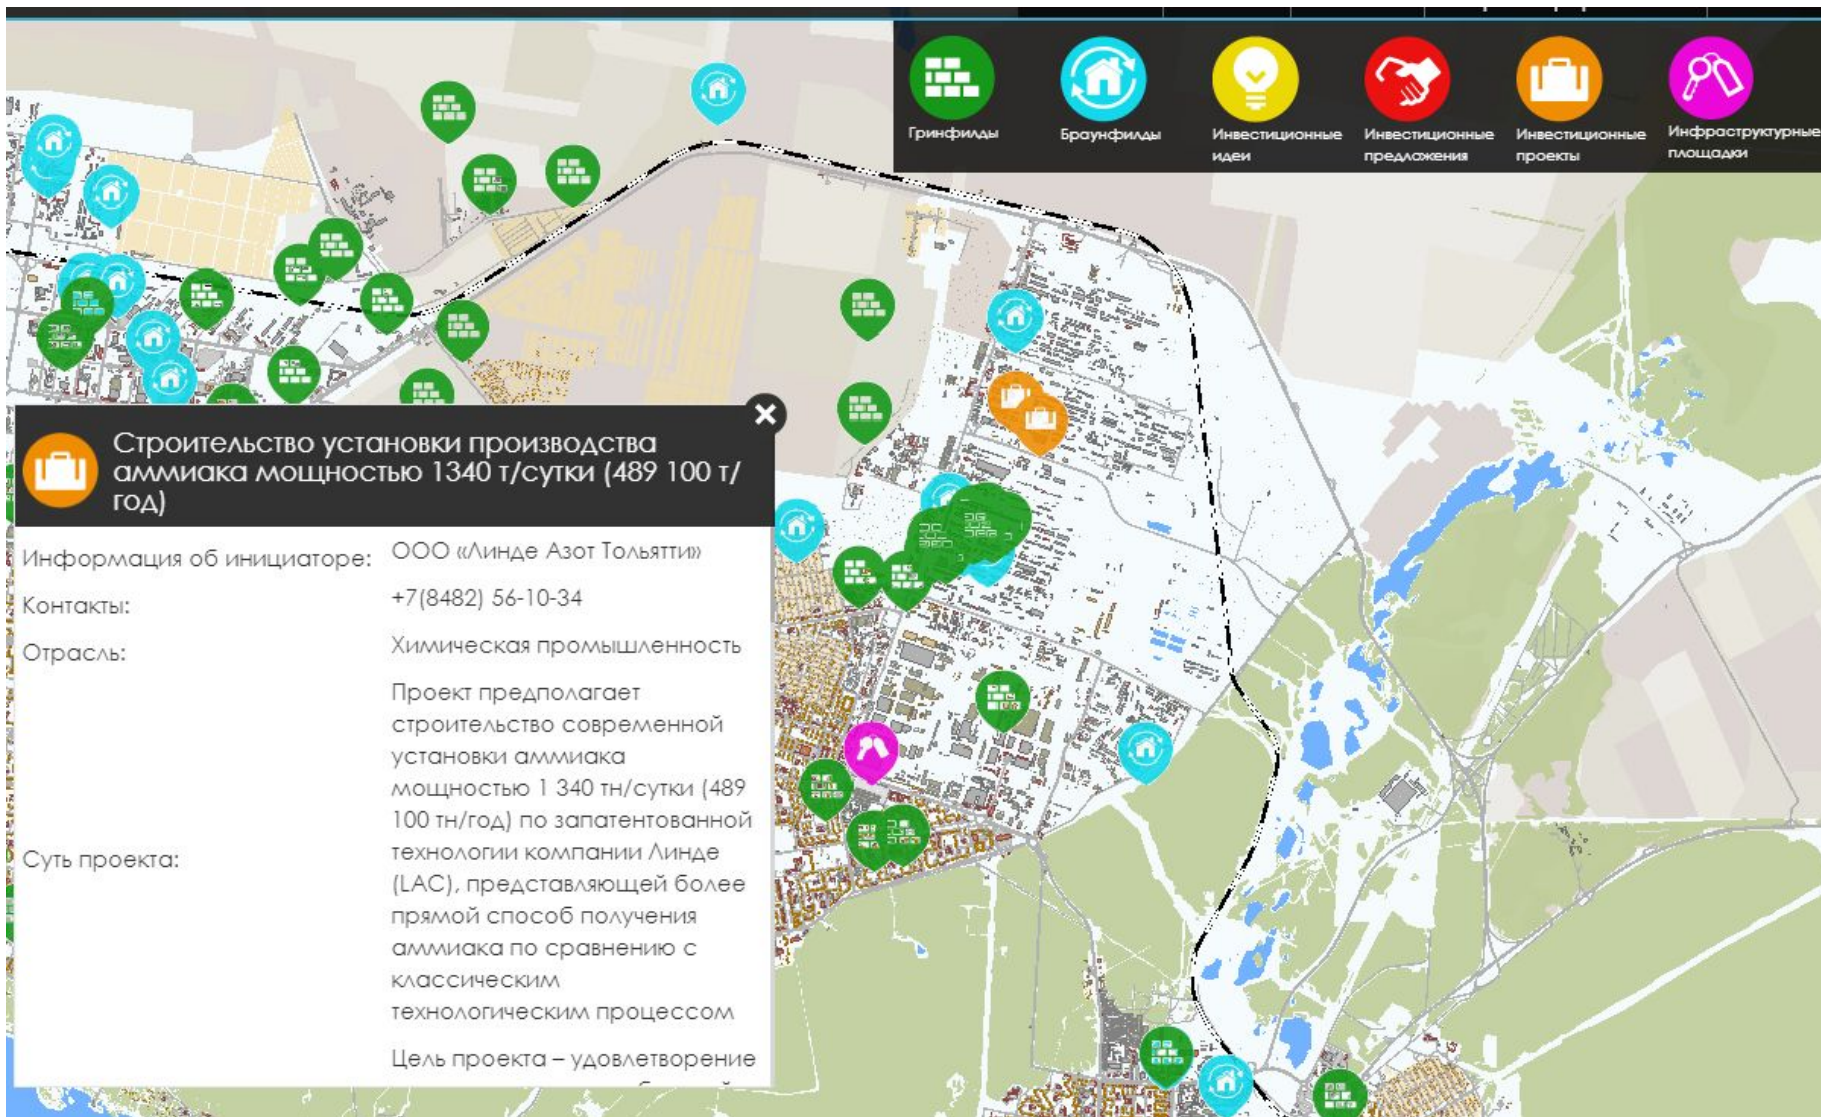 Гринфилды
Браунфилды
Инвестиционные
идеи
Инвестиционные
предложения
Инвестиционные
проекты
Инфраструктурные
площадки
Строительство установки производства
аммиака мощностью 1340 т/сутки (489 100 т/
год)
Информация об инициаторе:
ООО «Линде Азот Тольятти»
Контакты:
+7(8482) 56-10-34
Отрасль:
Химическая промышленность
Суть проекта:
Проект предполагает
строительство современной
установки аммиака
мощностью 1 340 тн/сутки (489
100 тн/год) по запатентованной
технологии компании Линде
(LAC), представляющей более
прямой способ получения
аммиака по сравнению с
классическим
технологическим процессом
Цель проекта – удовлетворение